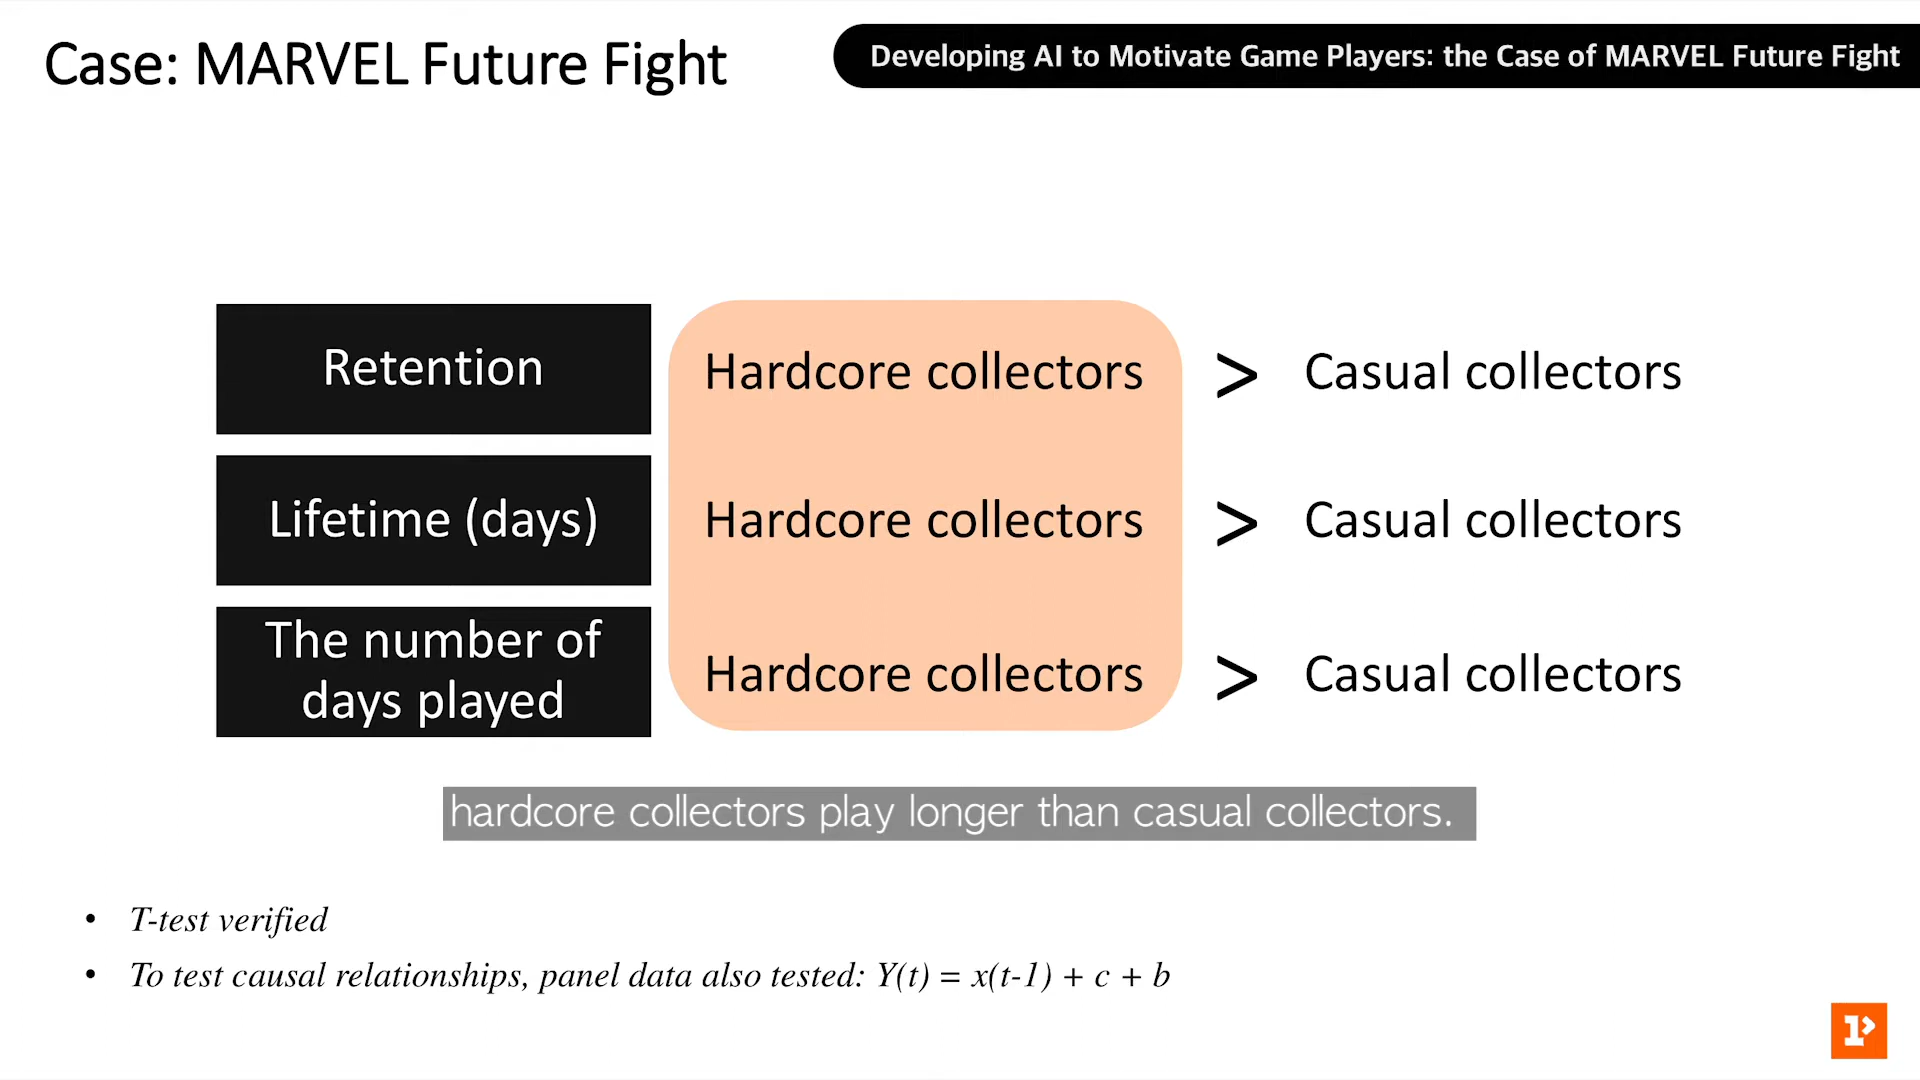 Case: MARVEL Future Fight
Developing AI to Motivate Game Players: the Case of MARVEL Future Fight
Retention
Hardcore collectors > Casual collectors
Lifetime (days)
Hardcore collectors > Casual collectors
The number of
days played
Hardcore collectors > Casual collectors
hardcore collectors play longer than casual collectors.
• T-test verified
• To test causal relationships, panel data also tested: Y(t) = x(t-1) + c + b